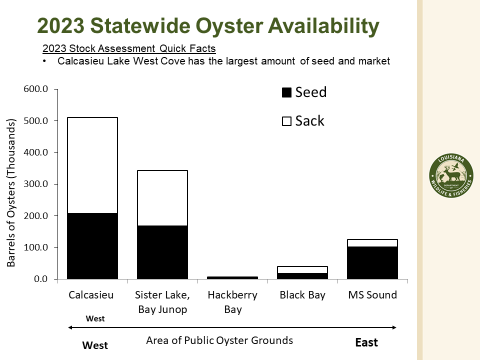 2023 Statewide Oyster Availability
2023 Stock Assessment Quick Facts
• Calcasieu Lake West Cove has the largest amount of seed and market
Seed
Sack
Barrels of Oysters (Thousands)
600.0
500.0
400.0
300.0
200.0
100.0
0.0
Calcasieu
Sister Lake,
Bay Junop
Hackberry
Bay
Black Bay
MS Sound
West
West
Area of Public Oyster Grounds
East
LOUISIANA
WILDLIFE & FISHERIES